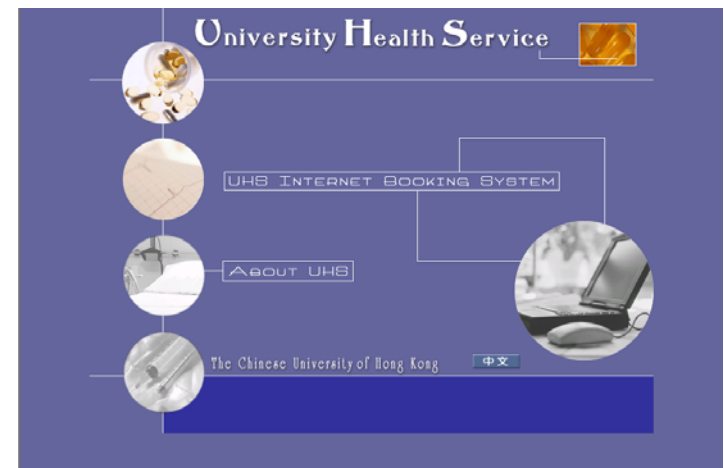 University Health Service
UHS Internet Booking System
About UHS
The Chinese University of Hong Kong 中文